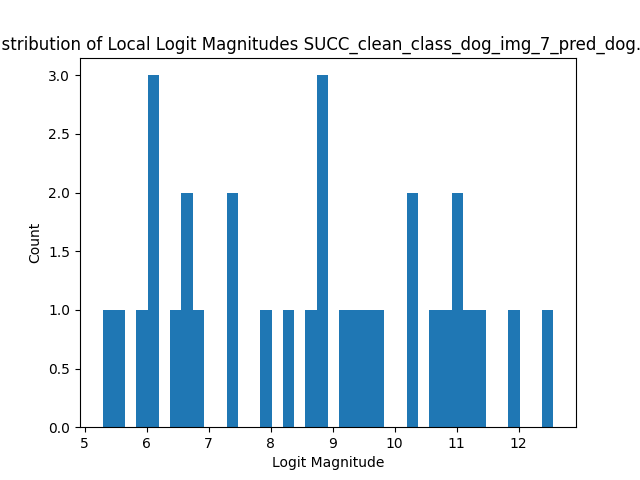 stribution of Local Logit Magnitudes SUCC_clean_class_dog_img_7_pred_dog.
3.0
2.5
2.0
1.5
1.0
0.5
0.0
Count
5 6 7 8 9 10 11 12
Logit Magnitude